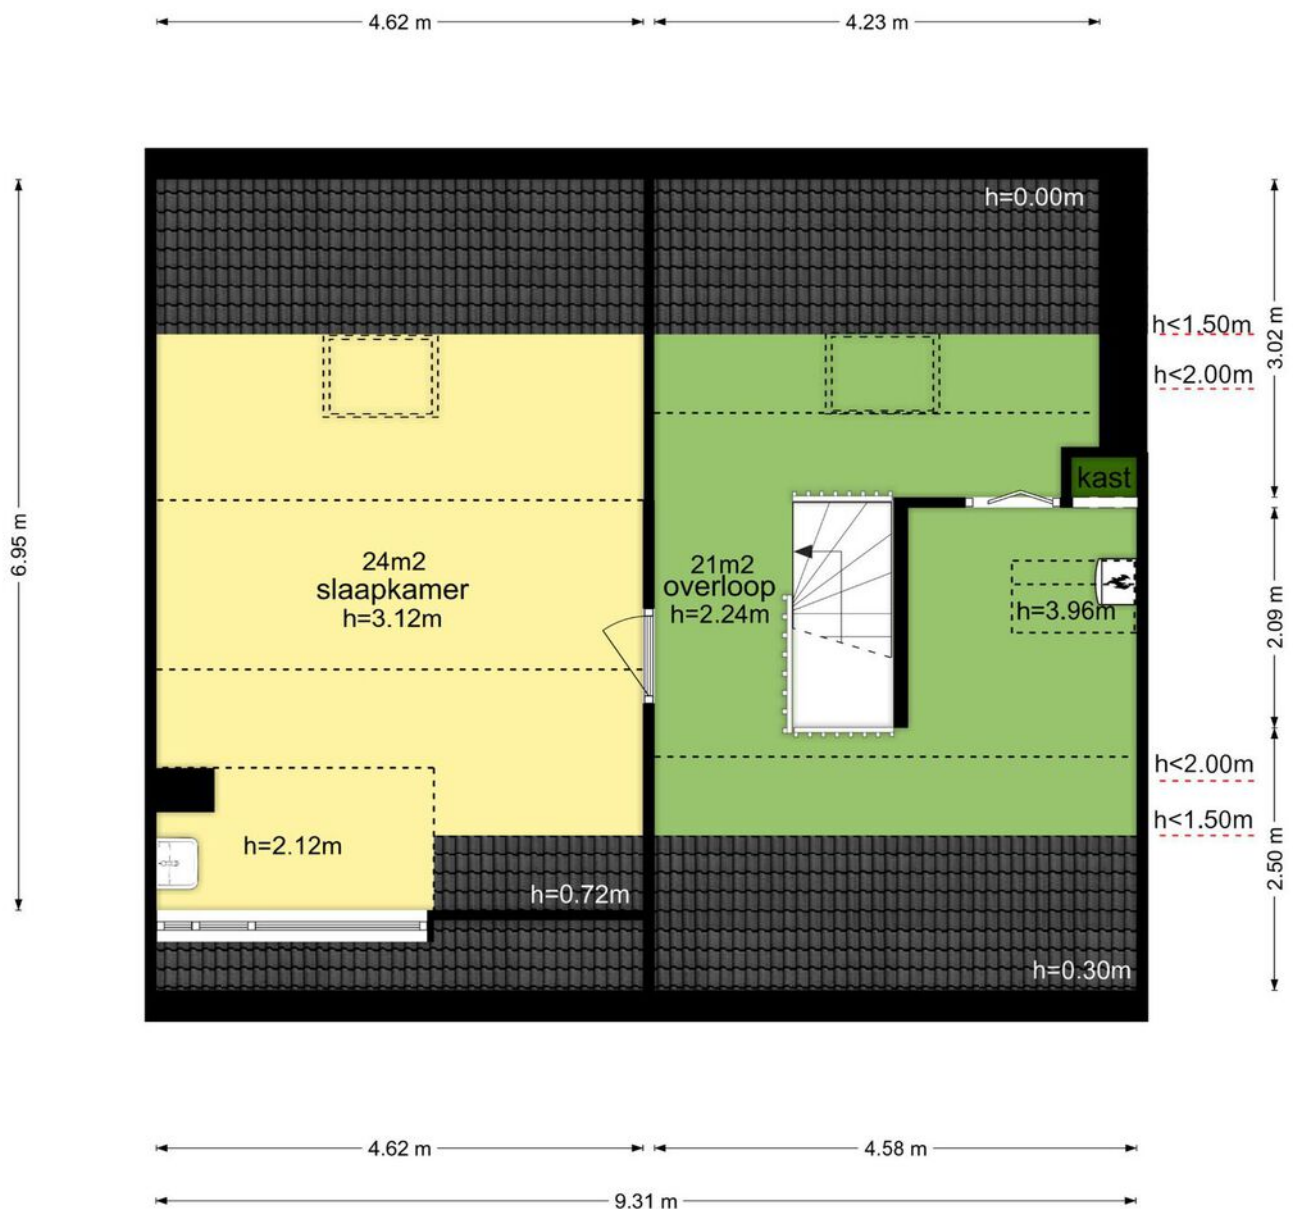 4.62 m
4.23 m
h=0.00m
h<1.50m
3.02 m
h<2.00m
kast
6.95 m
24m2
slaapkamer
h=3.12m
21m2
overloop
h=2.24m
h=3.96m
2.09 m
h<2.00m
h<1.50m
h=2.12m
2.50 m
h=0.72m
h=0.30m
4.62 m
4.58 m
9.31 m